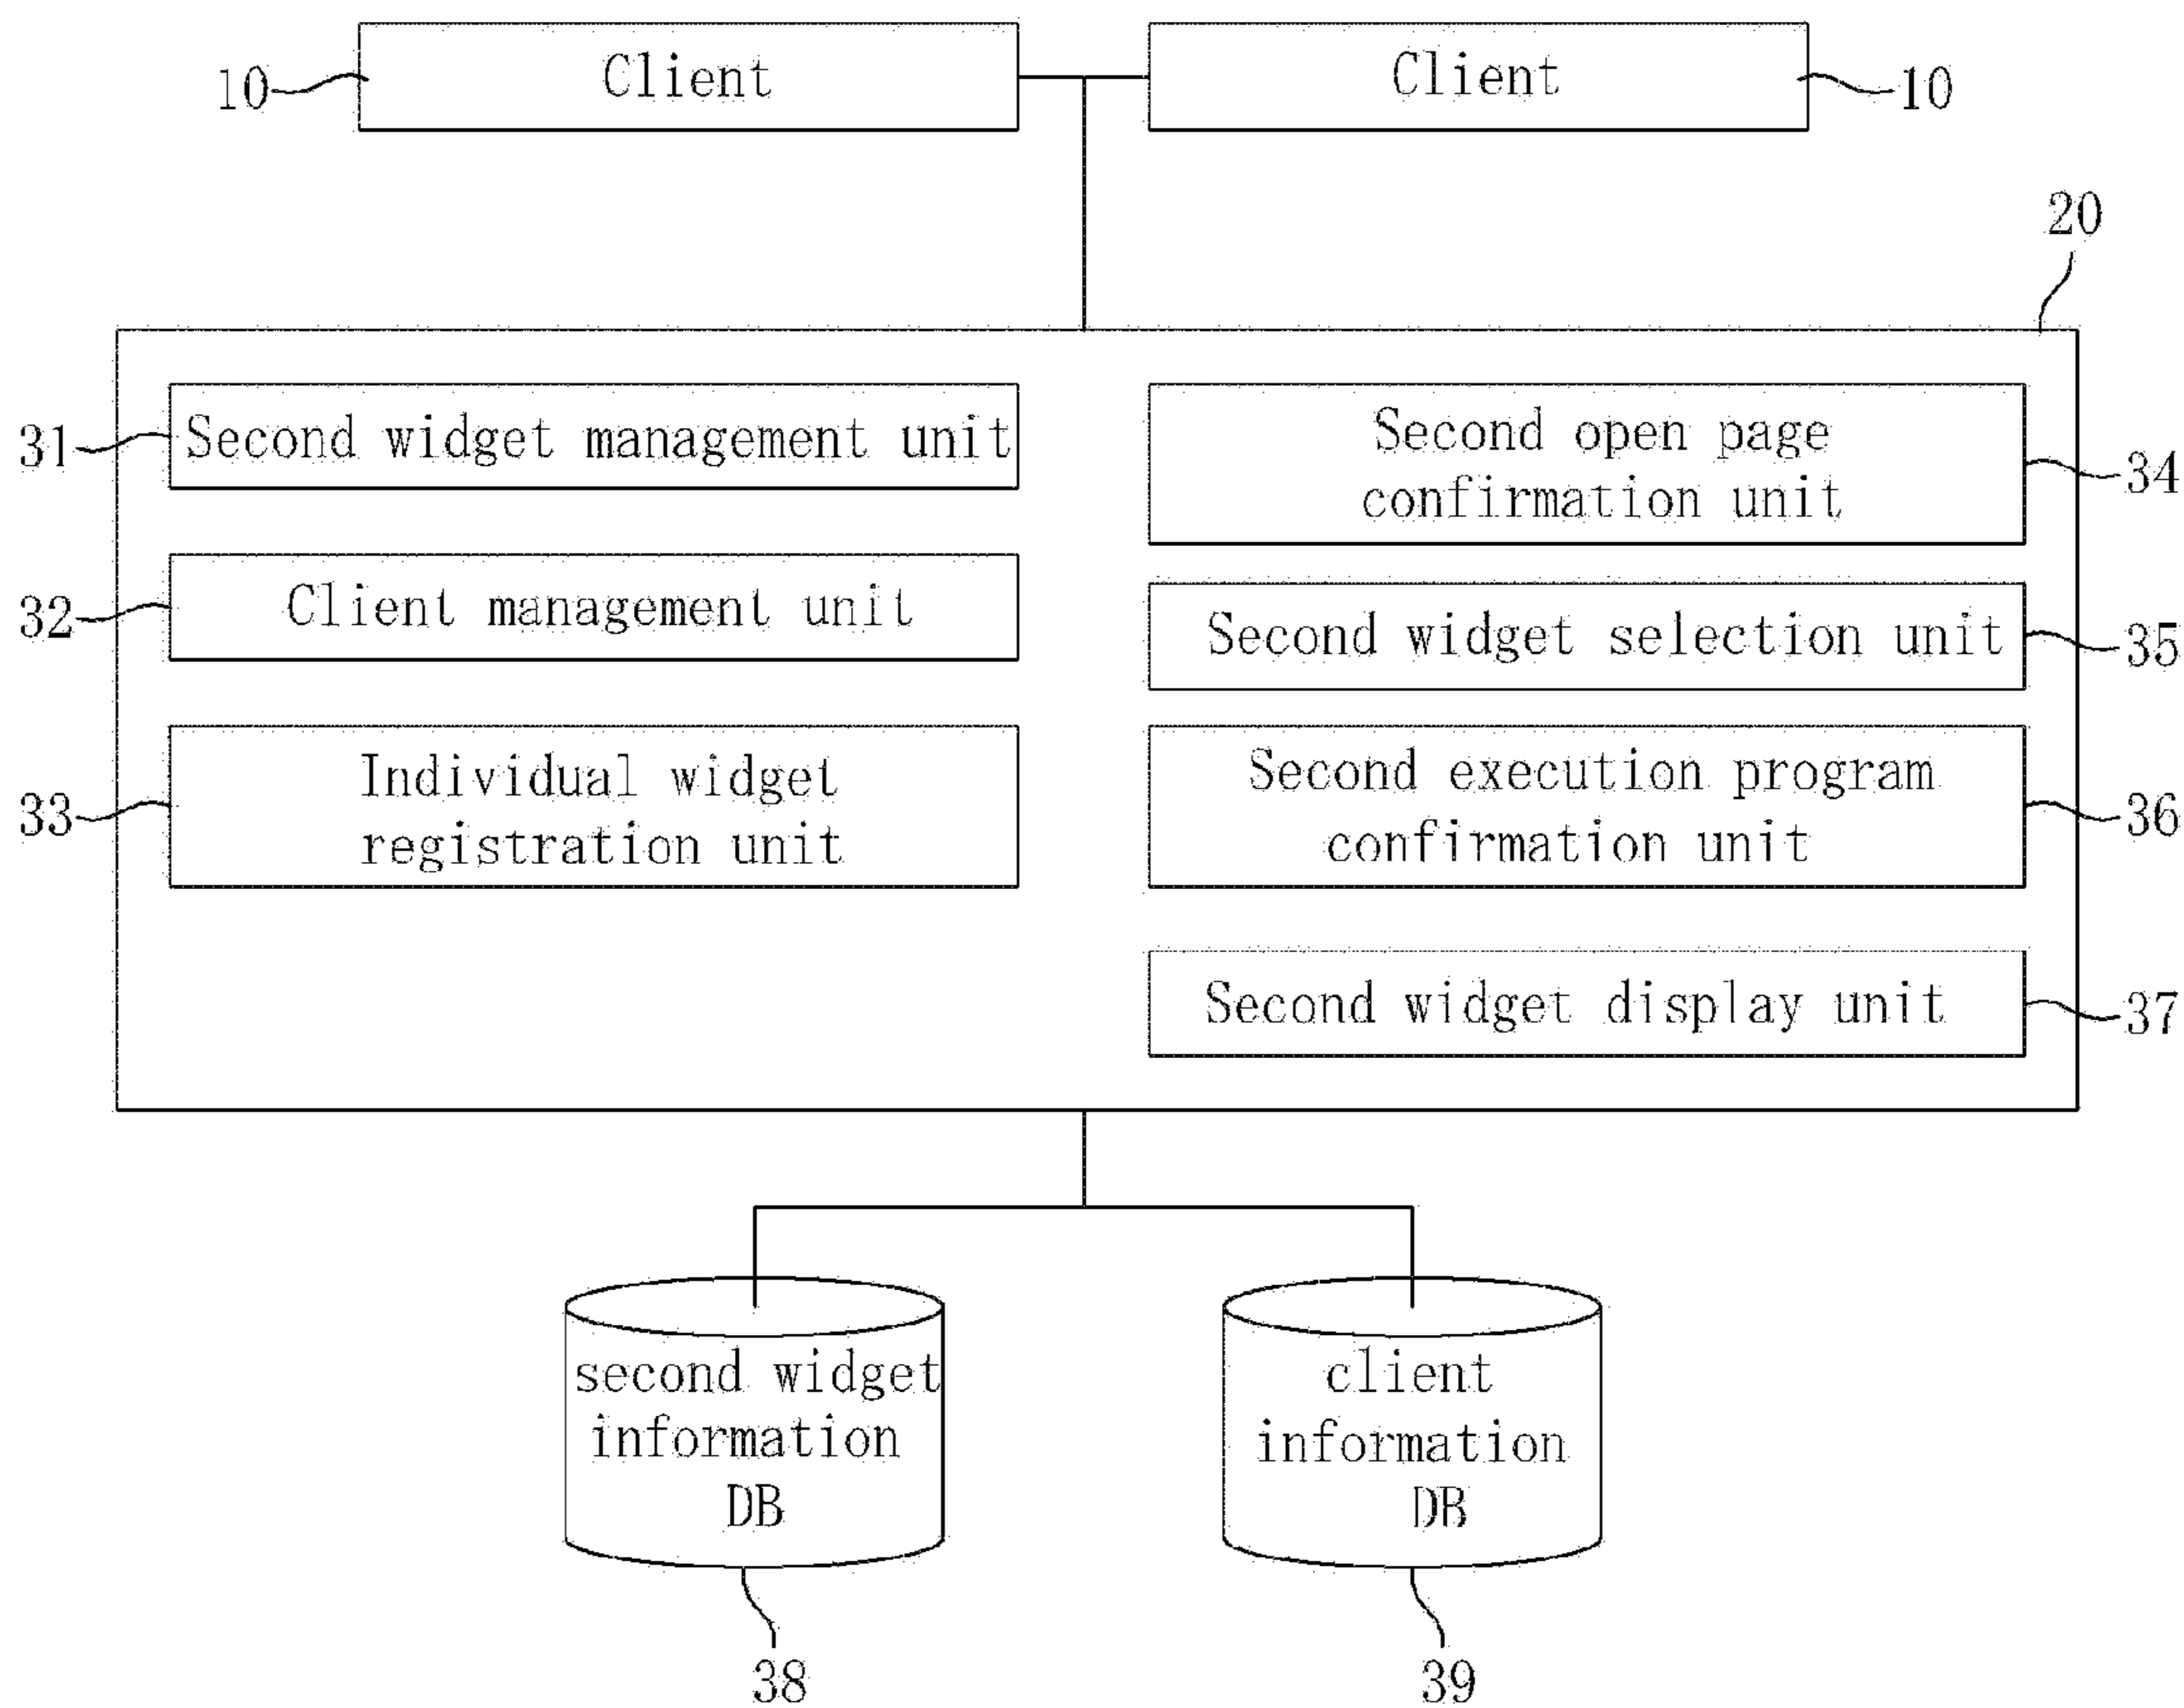 10
Client
Client
10
20
31
Second widget management unit
32
Client management unit
33
Individual widget
registration unit
Second open page
confirmation unit
34
Second widget selection unit
35
Second execution program
confirmation unit
36
Second widget display unit
37
second widget
information
DB
38
client
information
DB
39